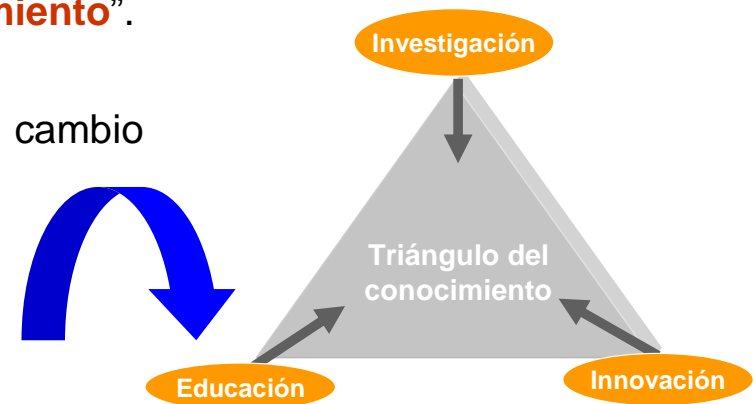 miento”.
Investigación
cambio
Triángulo del
conocimiento
Educación
Innovación